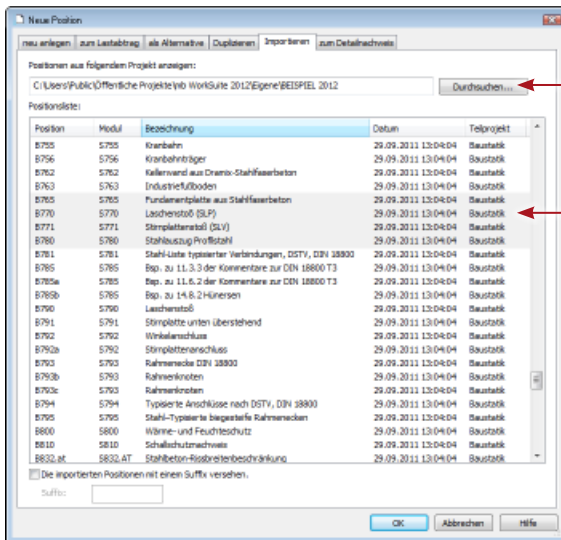 Neue Position
neu anlegen zum Lastabtrag als Alternative Duplizieren Importieren zum Detailnachweis
Positionen aus folgendem Projekt anzeigen:
C:\Users\Public\Öffentliche Projekte\mb WorkSuite 2012\Eigene\BEISPIEL 2012 Durchsuchen...
Positionsliste:
Position Modul Bezeichnung Datum Teilprojekt
B755 S755 Kranbahn 29.09.2011 13:04:04 Baustatik
B756 S756 Kranbahnträger 29.09.2011 13:04:04 Baustatik
B762 S762 Kellerwand aus Dramix-Stahlfaserbeton 29.09.2011 13:04:04 Baustatik
B763 S763 Industriefußboden 29.09.2011 13:04:04 Baustatik
B765 S765 Fundamentplatte aus Stahlfaserbeton 29.09.2011 13:04:04 Baustatik
B770 S770 Laschenstoß (SLP) 29.09.2011 13:04:04 Baustatik
B771 S771 Stirnplattenstoß (SLV) 29.09.2011 13:04:04 Baustatik
B780 S780 Stahlauszug Profilstahl 29.09.2011 13:04:04 Baustatik
B781 S781 Stahl-Liste typisierter Verbindungen, DSTV, DIN 18800 29.09.2011 13:04:04 Baustatik
B785 S785 Bsp. zu 11.3.3 der Kommentare zur DIN 18800 T3 29.09.2011 13:04:04 Baustatik
B785a S785 Bsp. zu 11.6.2 der Kommentare zur DIN 18800 T3 29.09.2011 13:04:04 Baustatik
B785b S785 Bsp. zu 14.8.2 Hünersen 29.09.2011 13:04:04 Baustatik
B790 S790 Laschenstoß 29.09.2011 13:04:04 Baustatik
B791 S791 Stirnplatte unten überstehend 29.09.2011 13:04:04 Baustatik
B792 S792 Winkelanschluss 29.09.2011 13:04:04 Baustatik
B792a S792 Stirnplattenanschluss 29.09.2011 13:04:04 Baustatik
B793 S793 Rahmenecke DIN 18800 29.09.2011 13:04:04 Baustatik
B793b S793 Rahmenknoten 29.09.2011 13:04:04 Baustatik
B793c S793 Rahmenknoten 29.09.2011 13:04:04 Baustatik
B794 S794 Typisierte Anschlüsse nach DSTV, DIN 18800 29.09.2011 13:04:04 Baustatik
B795 S795 Stahl-Typisierte biegesteife Rahmenecken 29.09.2011 13:04:04 Baustatik
B800 S800 Wärme- und Feuchteschutz 29.09.2011 13:04:04 Baustatik
B810 S810 Schallschutznachweis 29.09.2011 13:04:04 Baustatik
B832.at S832.AT Stahlbeton-Rissbreitenbeschränkung 29.09.2011 13:04:04 Baustatik
Die importierten Positionen mit einem Suffix versehen.
Suffix:
OK Abbrechen Hilfe